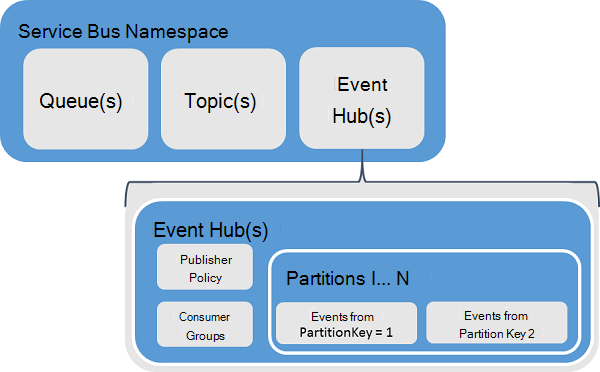 Service Bus Namespace
Queue(s)
Topic(s)
Event
Hub(s)
Event Hub(s)
Publisher
Policy
Consumer
Groups
Partitions I... N
Events from
PartitionKey = 1
Events from
Partition Key 2